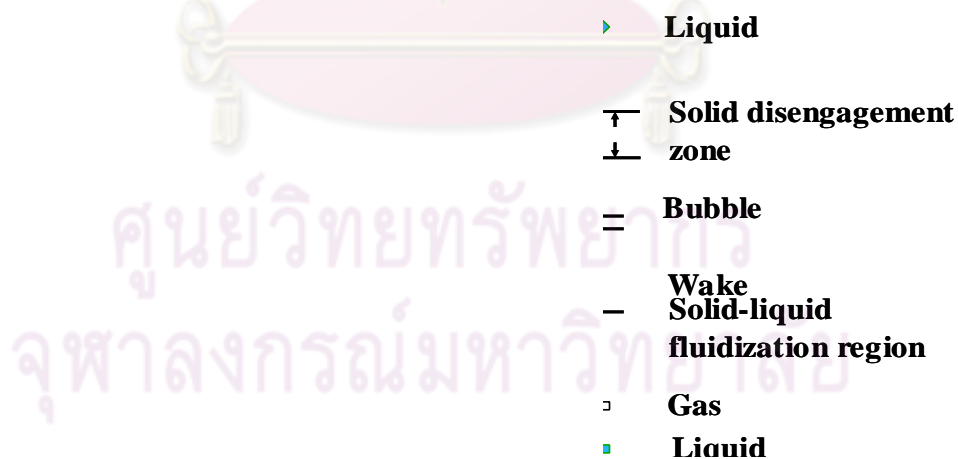 Liquid
Solid disengagement
zone
Bubble
ศูนย์วิทยทรัพยากร
Wake
Solid-liquid
fluidization region
จุฬาลงกรณ์มหาวิทยาลัย
Gas
Liquid